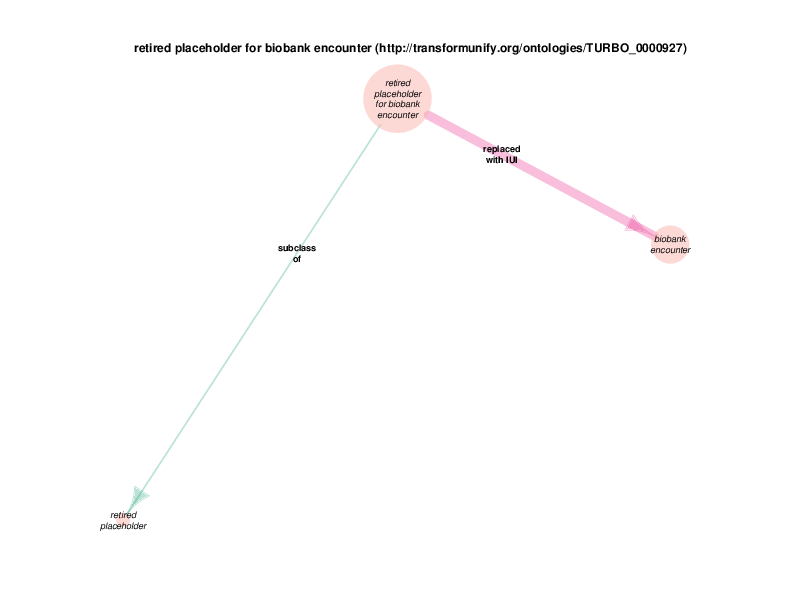 retired placeholder for biobank encounter (http://transformunify.org/ontologies/TURBO_0000927)
retired
placeholder
for biobank
encounter
replaced
with IUI
biobank
encounter
subclass
of
retired
placeholder